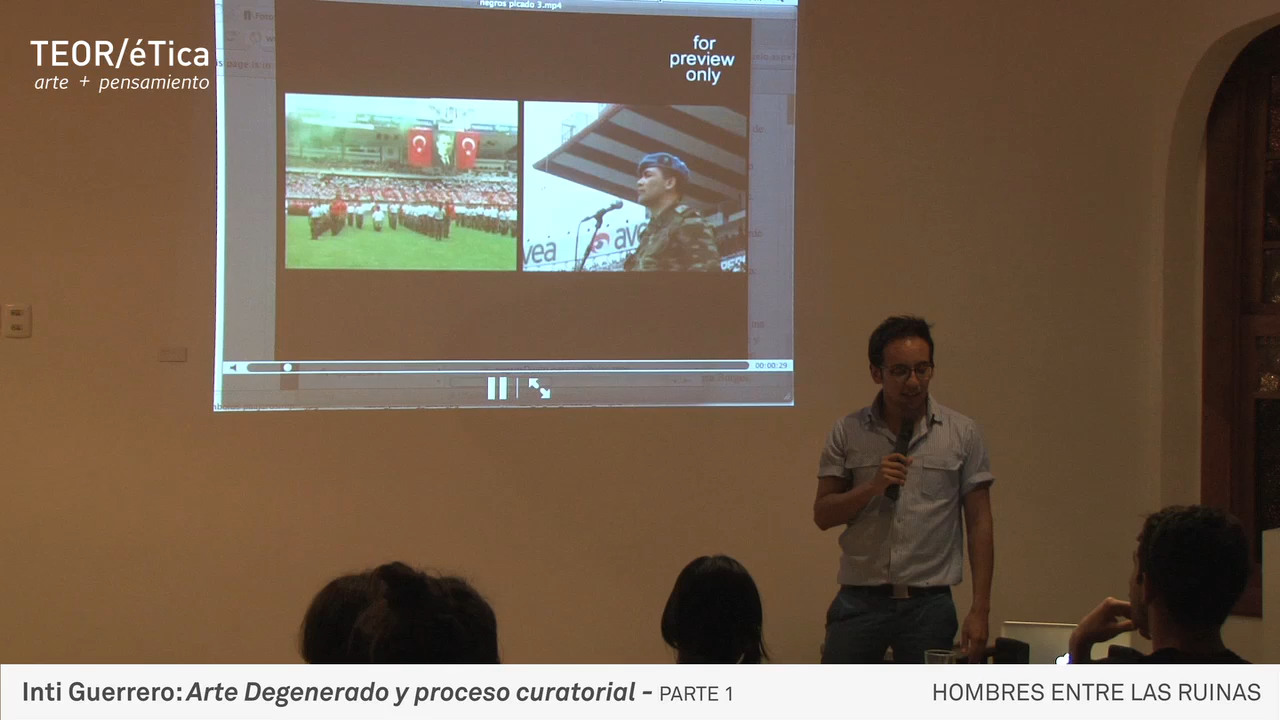 TEOR/éTica
arte + pensamiento
negros picado 3.mp4
for
preview
only
vea
ave
00:00:29
Inti Guerrero: Arte Degenerado y proceso curatorial - PARTE 1
HOMBRES ENTRE LAS RUINAS